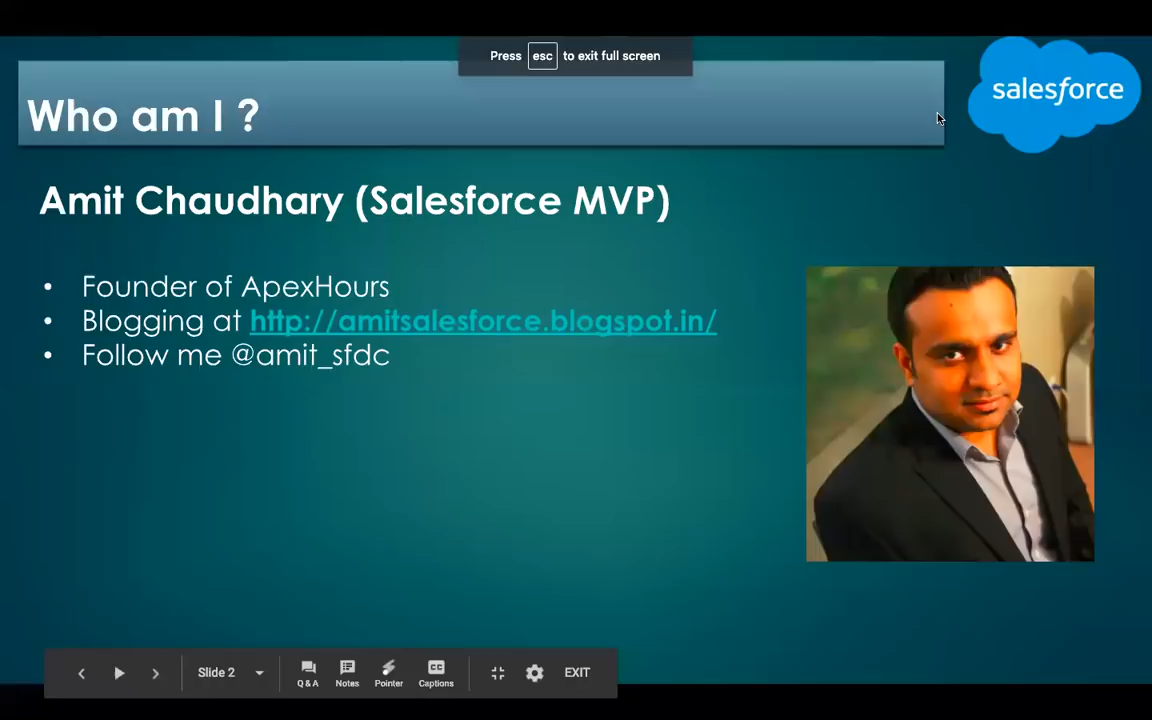 Press esc to exit full screen
salesforce
Who am I ?
Amit Chaudhary (Salesforce MVP)
• Founder of ApexHours
• Blogging at http://amitsalesforce.blogspot.in/
• Follow me @amit_sfdc
Slide 2
Q & A
Notes
Pointer
CC
Captions
EXIT